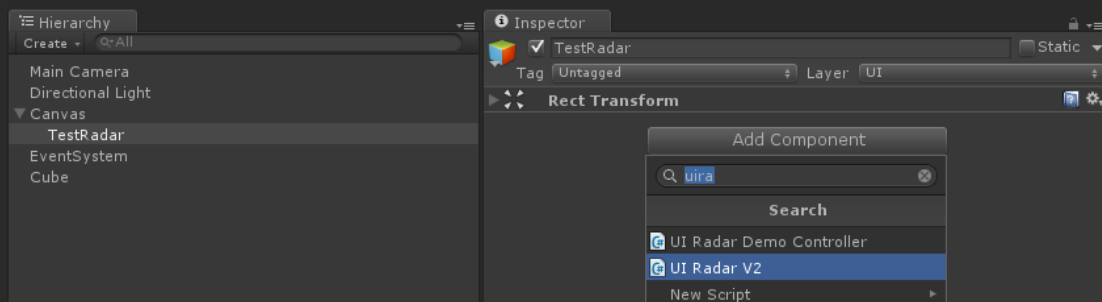 Hierarchy
Create
All
Main Camera
Directional Light
Canvas
TestRadar
EventSystem
Cube
Inspector
TestRadar
Static
Tag Untagged Layer UI
Rect Transform
Add Component
uira
Search
UI Radar Demo Controller
UI Radar V2
New Script